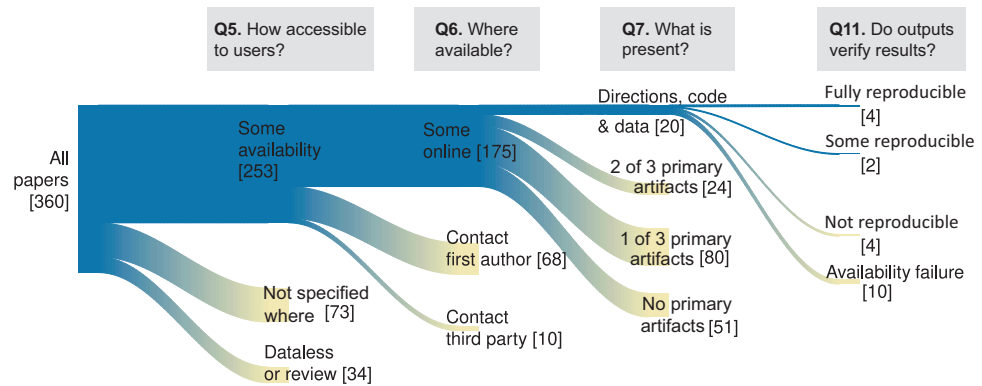 Q5. How accessible
to users?
Q6. Where
available?
Q7. What is
present?
Q11. Do outputs
verify results?
All
papers
[360]
Some
availability
[253]
Not specified
where [73]
Dataless
or review [34]
Some
online [175]
Contact
first author [68]
Contact
third party [10]
Directions, code
& data [20]
2 of 3 primary
artifacts [24]
1 of 3 primary
artifacts [80]
No primary
artifacts [51]
Fully reproducible
[4]
Some reproducible
[2]
Not reproducible
[4]
Availability failure
[10]